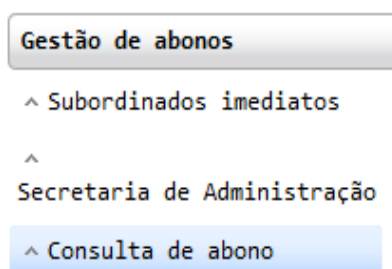 Gestão de abonos
^ Subordinados imediatos
^
Secretaria de Administração
^ Consulta de abono